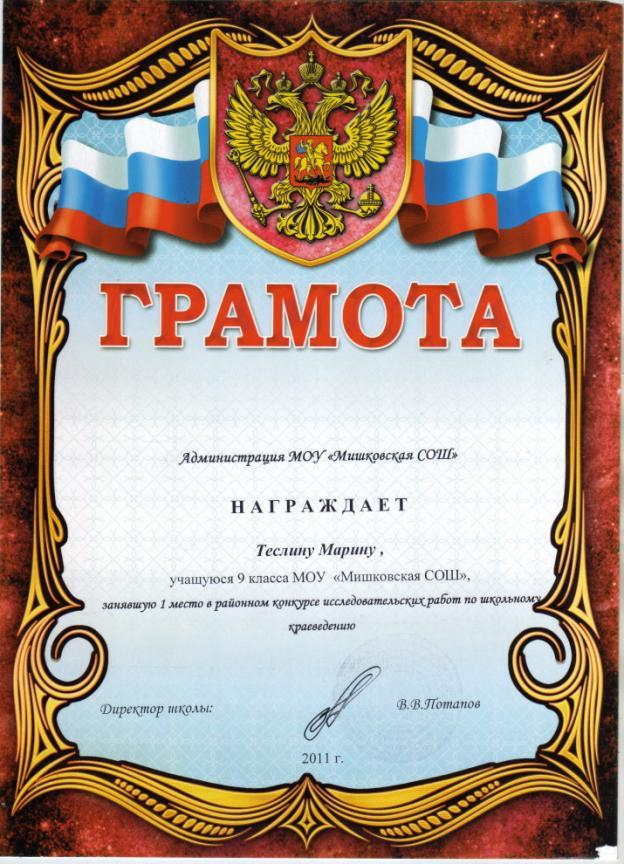 ГРАМОТА
Администрация МОУ «Мишковская СОШ»
НАГРАЖДАЕТ
Теслину Марину ,
учащуюся 9 класса МОУ «Мишковская СОШ»,
занявшую 1 место в районном конкурсе исследовательских работ по школьному
краеведению
Директор школы: В.В.Потапов
2011 г.